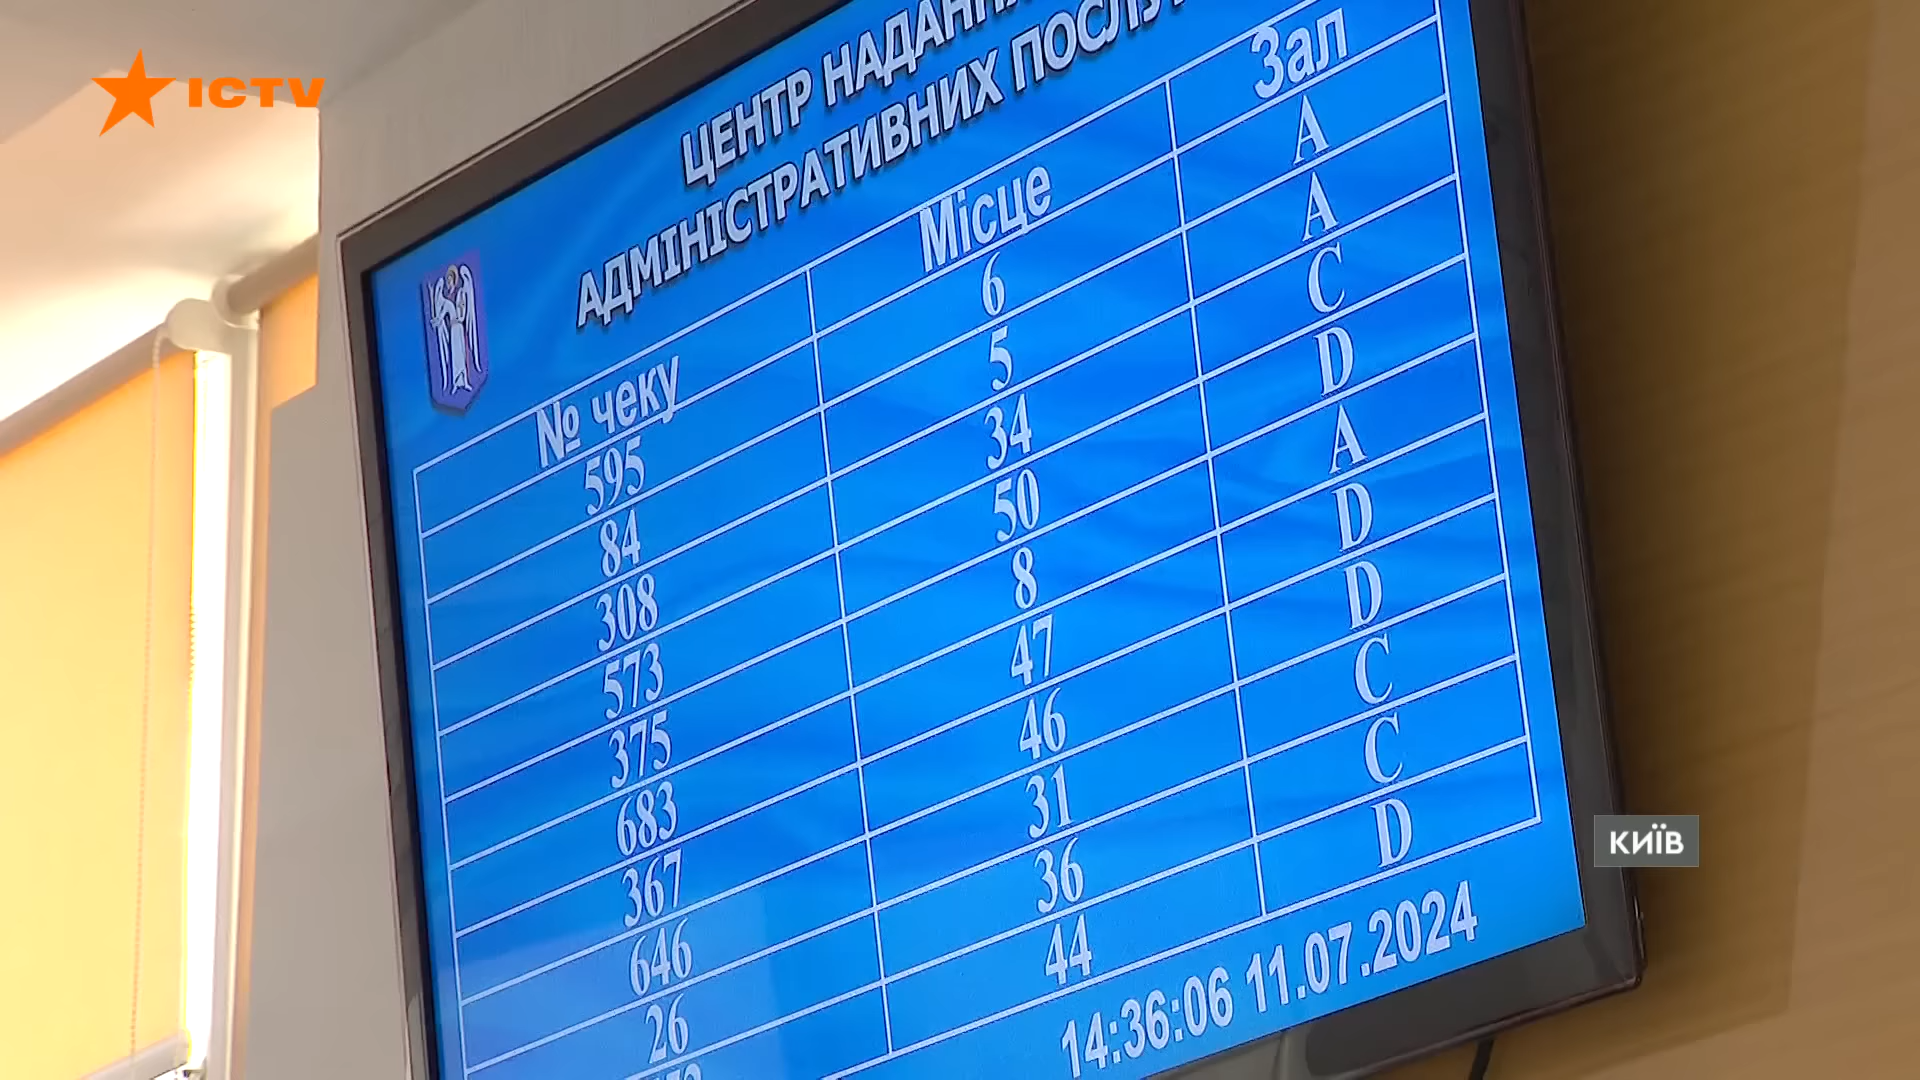 ICTV
ЦЕНТР НАДАНН
АДМІНІСТРАТИВНИХ ПОСЛУ
№ чеку Місце Зал
595 6 A
84 5 A
308 34 C
573 50 D
375 8 A
683 47 D
367 46 D
646 31 C
26 36 C
44 D
14:36:06 11.07.2024
КИЇВ